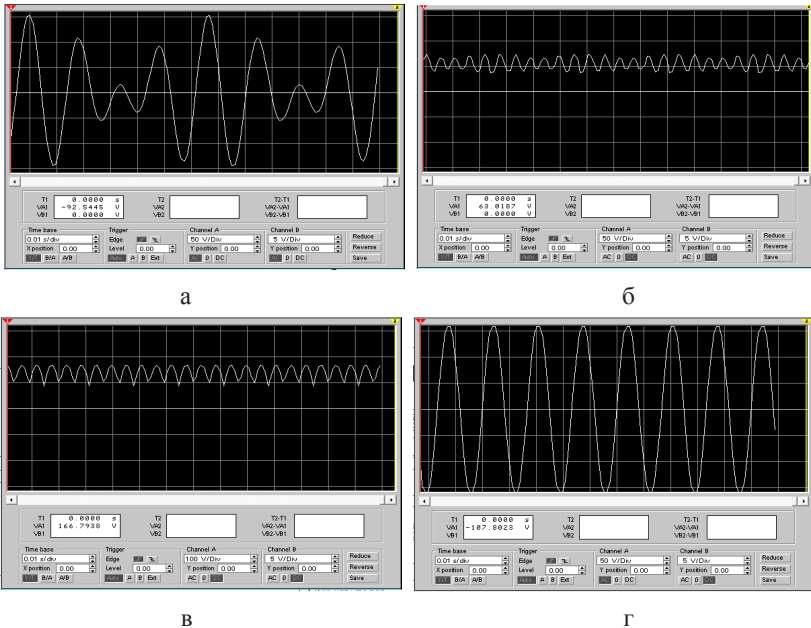 T1 0.0000 s T2 T2-T1
VA1 -92.5445 V VA2 VA2-VA1
VB1 0.0000 V VB2 VB2-VB1
Time base Trigger Channel A Channel B
0.01 s/div Edge 50 V/Div 5 V/Div Reduce
X position 0.00 Level 0.00 Y position 0.00 Y position 0.00 Reverse
Y/T B/A A/B Auto A B Ext AC 0 DC AC 0 DC Save
T1 0.0000 s T2 T2-T1
VA1 63.0187 V VA2 VA2-VA1
VB1 0.0000 V VB2 VB2-VB1
Time base Trigger Channel A Channel B
0.01 s/div Edge 50 V/Div 5 V/Div Reduce
X position 0.00 Level 0.00 Y position 0.00 Y position 0.00 Reverse
Y/T B/A A/B Auto A B Ext AC 0 DC AC 0 DC Save
а б
T1 0.0000 s T2 T2-T1
VA1 166.7938 V VA2 VA2-VA1
VB1 VB2 VB2-VB1
Time base Trigger Channel A Channel B
0.01 s/div Edge 100 V/Div 5 V/Div Reduce
X position 0.00 Level 0.00 Y position 0.00 Y position 0.00 Reverse
Y/T B/A A/B Auto A B Ext AC 0 DC AC 0 DC Save
T1 0.0000 s T2 T2-T1
VA1 -107.8023 V VA2 VA2-VA1
VB1 VB2 VB2-VB1
Time base Trigger Channel A Channel B
0.01 s/div Edge 50 V/Div 5 V/Div Reduce
X position 0.00 Level 0.00 Y position 0.00 Y position 0.00 Reverse
Y/T B/A A/B Auto A B Ext AC 0 DC AC 0 DC Save
в г